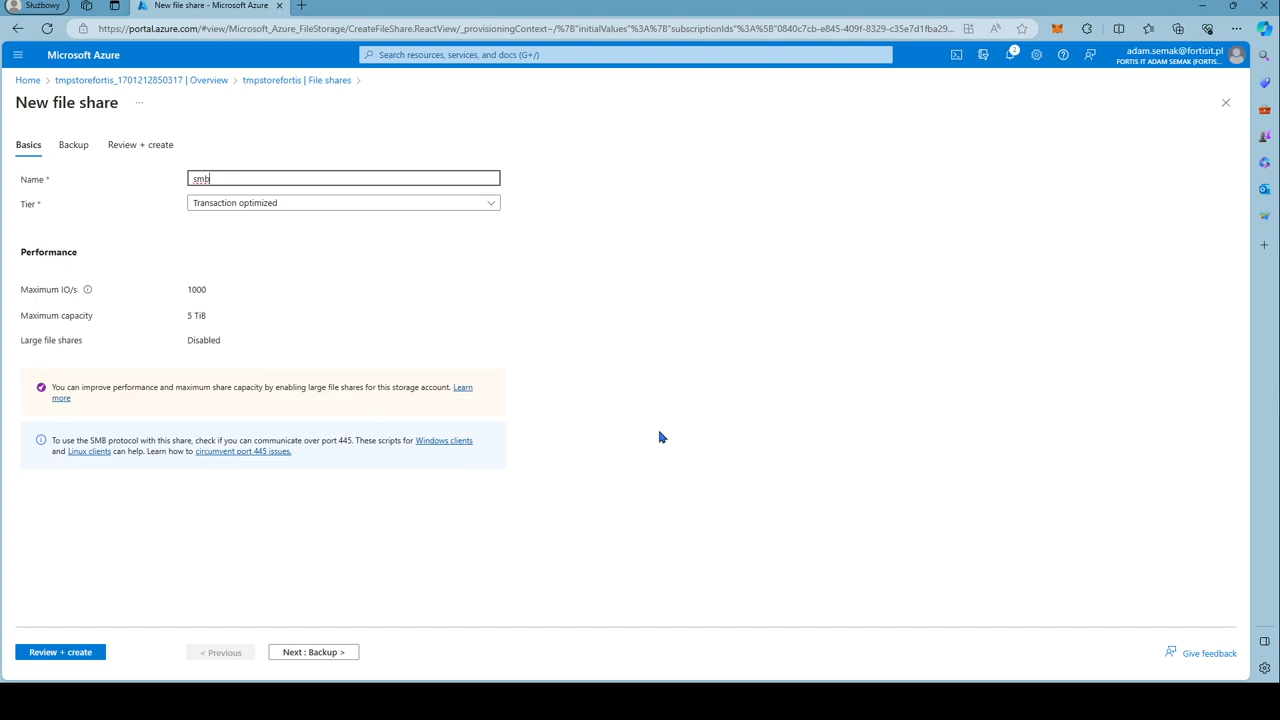 Służbowy
New file share - Microsoft Azure
https://portal.azure.com/#view/Microsoft_Azure_FileStorage/CreateFileShare.ReactView/_provisioningContext~/%7B"initialValues"%3A%7B"subscriptionIds"%3A%5B"0840c7cb-e845-409f-8329-c35e7d1fba29...
Microsoft Azure
Search resources, services, and docs (G+/)
2
adam.semak@fortisit.pl
FORTIS IT ADAM SEMAK (FORTIS...
Home > tmpstorefortis_1701212850317 | Overview > tmpstorefortis | File shares >
New file share ...
Basics
Backup
Review + create
Name *
smb
Tier *
Transaction optimized
Performance
Maximum IO/s
1000
Maximum capacity
5 TiB
Large file shares
Disabled
You can improve performance and maximum share capacity by enabling large file shares for this storage account. Learn
more
To use the SMB protocol with this share, check if you can communicate over port 445. These scripts for Windows clients
and Linux clients can help. Learn how to circumvent port 445 issues.
Review + create
< Previous
Next : Backup >
Give feedback